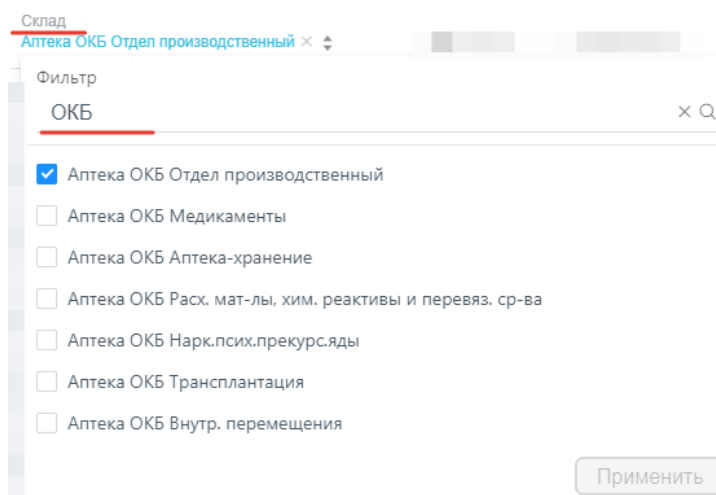 Склад
Аптека ОКБ Отдел производственный
Фильтр
ОКБ
Аптека ОКБ Отдел производственный
Аптека ОКБ Медикаменты
Аптека ОКБ Аптека-хранение
Аптека ОКБ Расх. мат-лы, хим. реактивы и перевяз. ср-ва
Аптека ОКБ Нарк.псих.прекурс.яды
Аптека ОКБ Трансплантация
Аптека ОКБ Внутр. перемещения
Применить